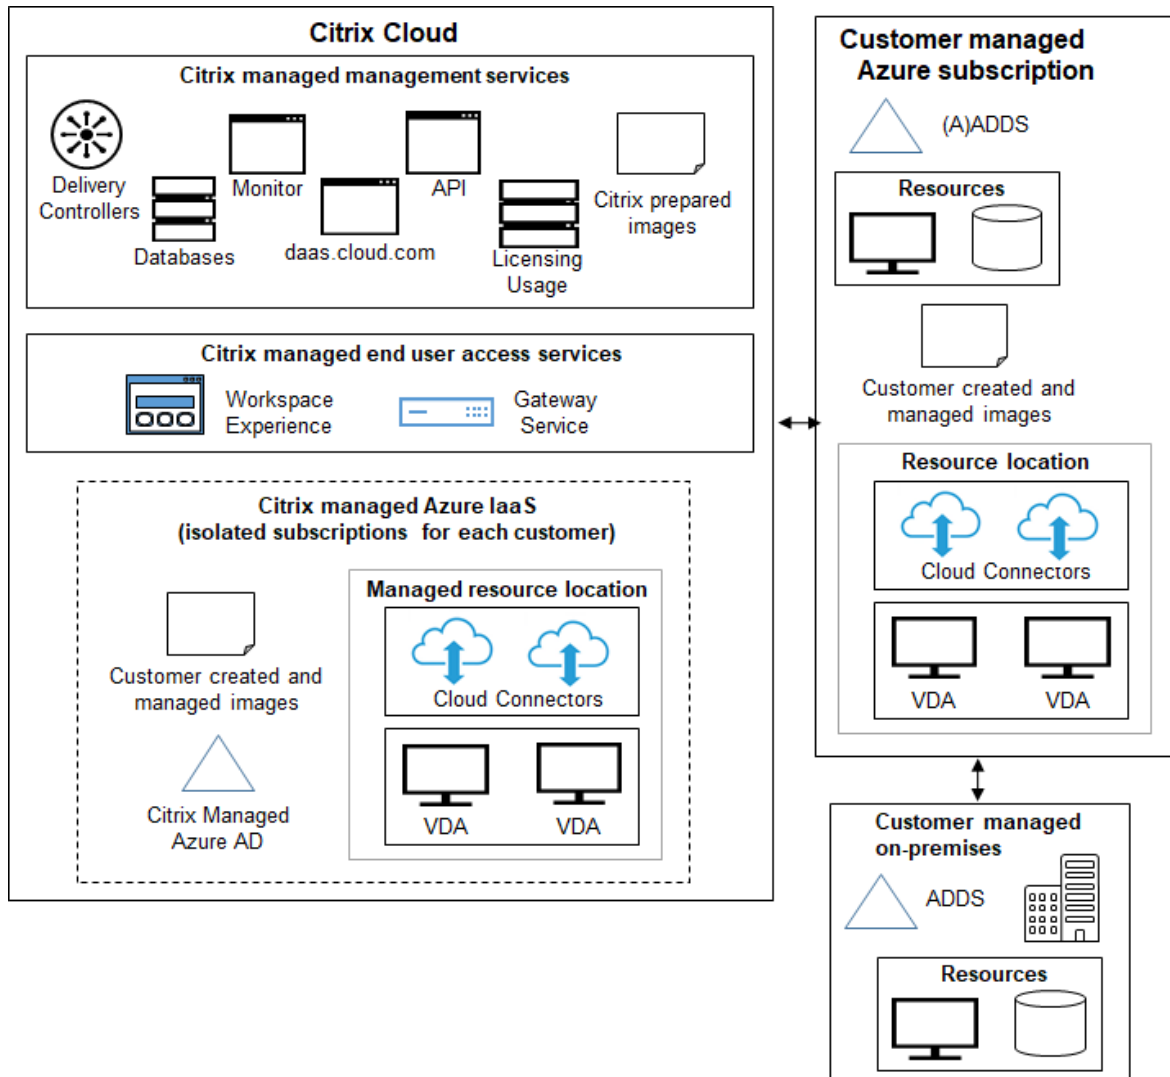 Citrix Cloud
Citrix managed management services
Delivery
Controllers
Databases
Monitor
daas.cloud.com
API
Licensing
Usage
Citrix prepared
images
Citrix managed end user access services
Workspace
Experience
Gateway
Service
Citrix managed Azure IaaS
(isolated subscriptions for each customer)
Customer created and
managed images
Citrix Managed
Azure AD
Managed resource location
Cloud Connectors
VDA
VDA
Customer managed
Azure subscription
(A)ADDS
Resources
Customer created and
managed images
Resource location
Cloud Connectors
VDA
VDA
Customer managed
on-premises
ADDS
Resources